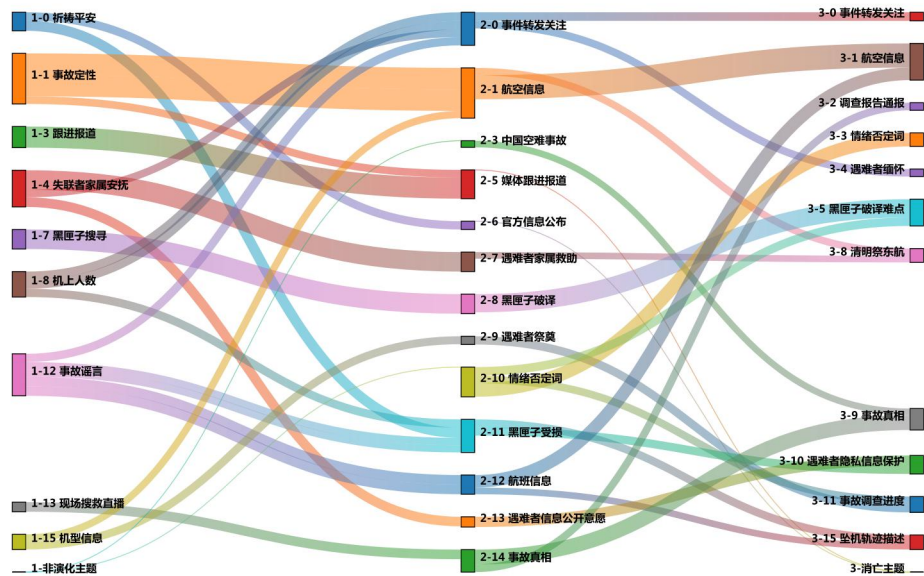 1-0 祈祷平安
1-1 事故定性
1-3 跟进报道
1-4 失联者家属安抚
1-7 黑匣子搜寻
1-8 机上人数
1-12 事故谣言
1-13 现场搜救直播
1-15 机型信息
1-非演化主题
2-0 事件转发关注
2-1 航空信息
2-3 中国空难事故
2-5 媒体跟进报道
2-6 官方信息公布
2-7 遇难者家属救助
2-8 黑匣子破译
2-9 遇难者祭奠
2-10 情绪否定词
2-11 黑匣子受损
2-12 航班信息
2-13 遇难者信息公开意愿
2-14 事故真相
3-0 事件转发关注
3-1 航空信息
3-2 调查报告通报
3-3 情绪否定词
3-4 遇难者缅怀
3-5 黑匣子破译难点
3-8 清明祭东航
3-9 事故真相
3-10 遇难者隐私信息保护
3-11 事故调查进度
3-15 坠机轨迹描述
3-消亡主题